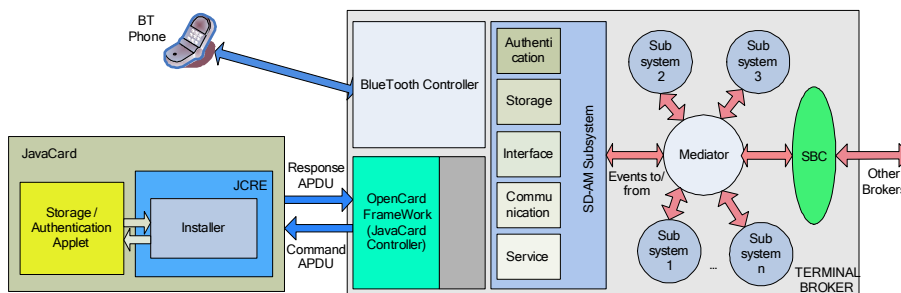 BT
Phone
BlueTooth Controller
Authenti
cation
Storage
Interface
Commu
nication
Service
SD-AM Subsystem
Sub
system
2
Sub
system
3
Mediator
SBC
Events to/
from
Other
Brokers
Sub
system
1
...
Sub
system
n
TERMINAL
BROKER
JavaCard
JCRE
Storage /
Authentication
Applet
Installer
Response
APDU
Command
APDU
OpenCard
FrameWork
(JavaCard
Controller)